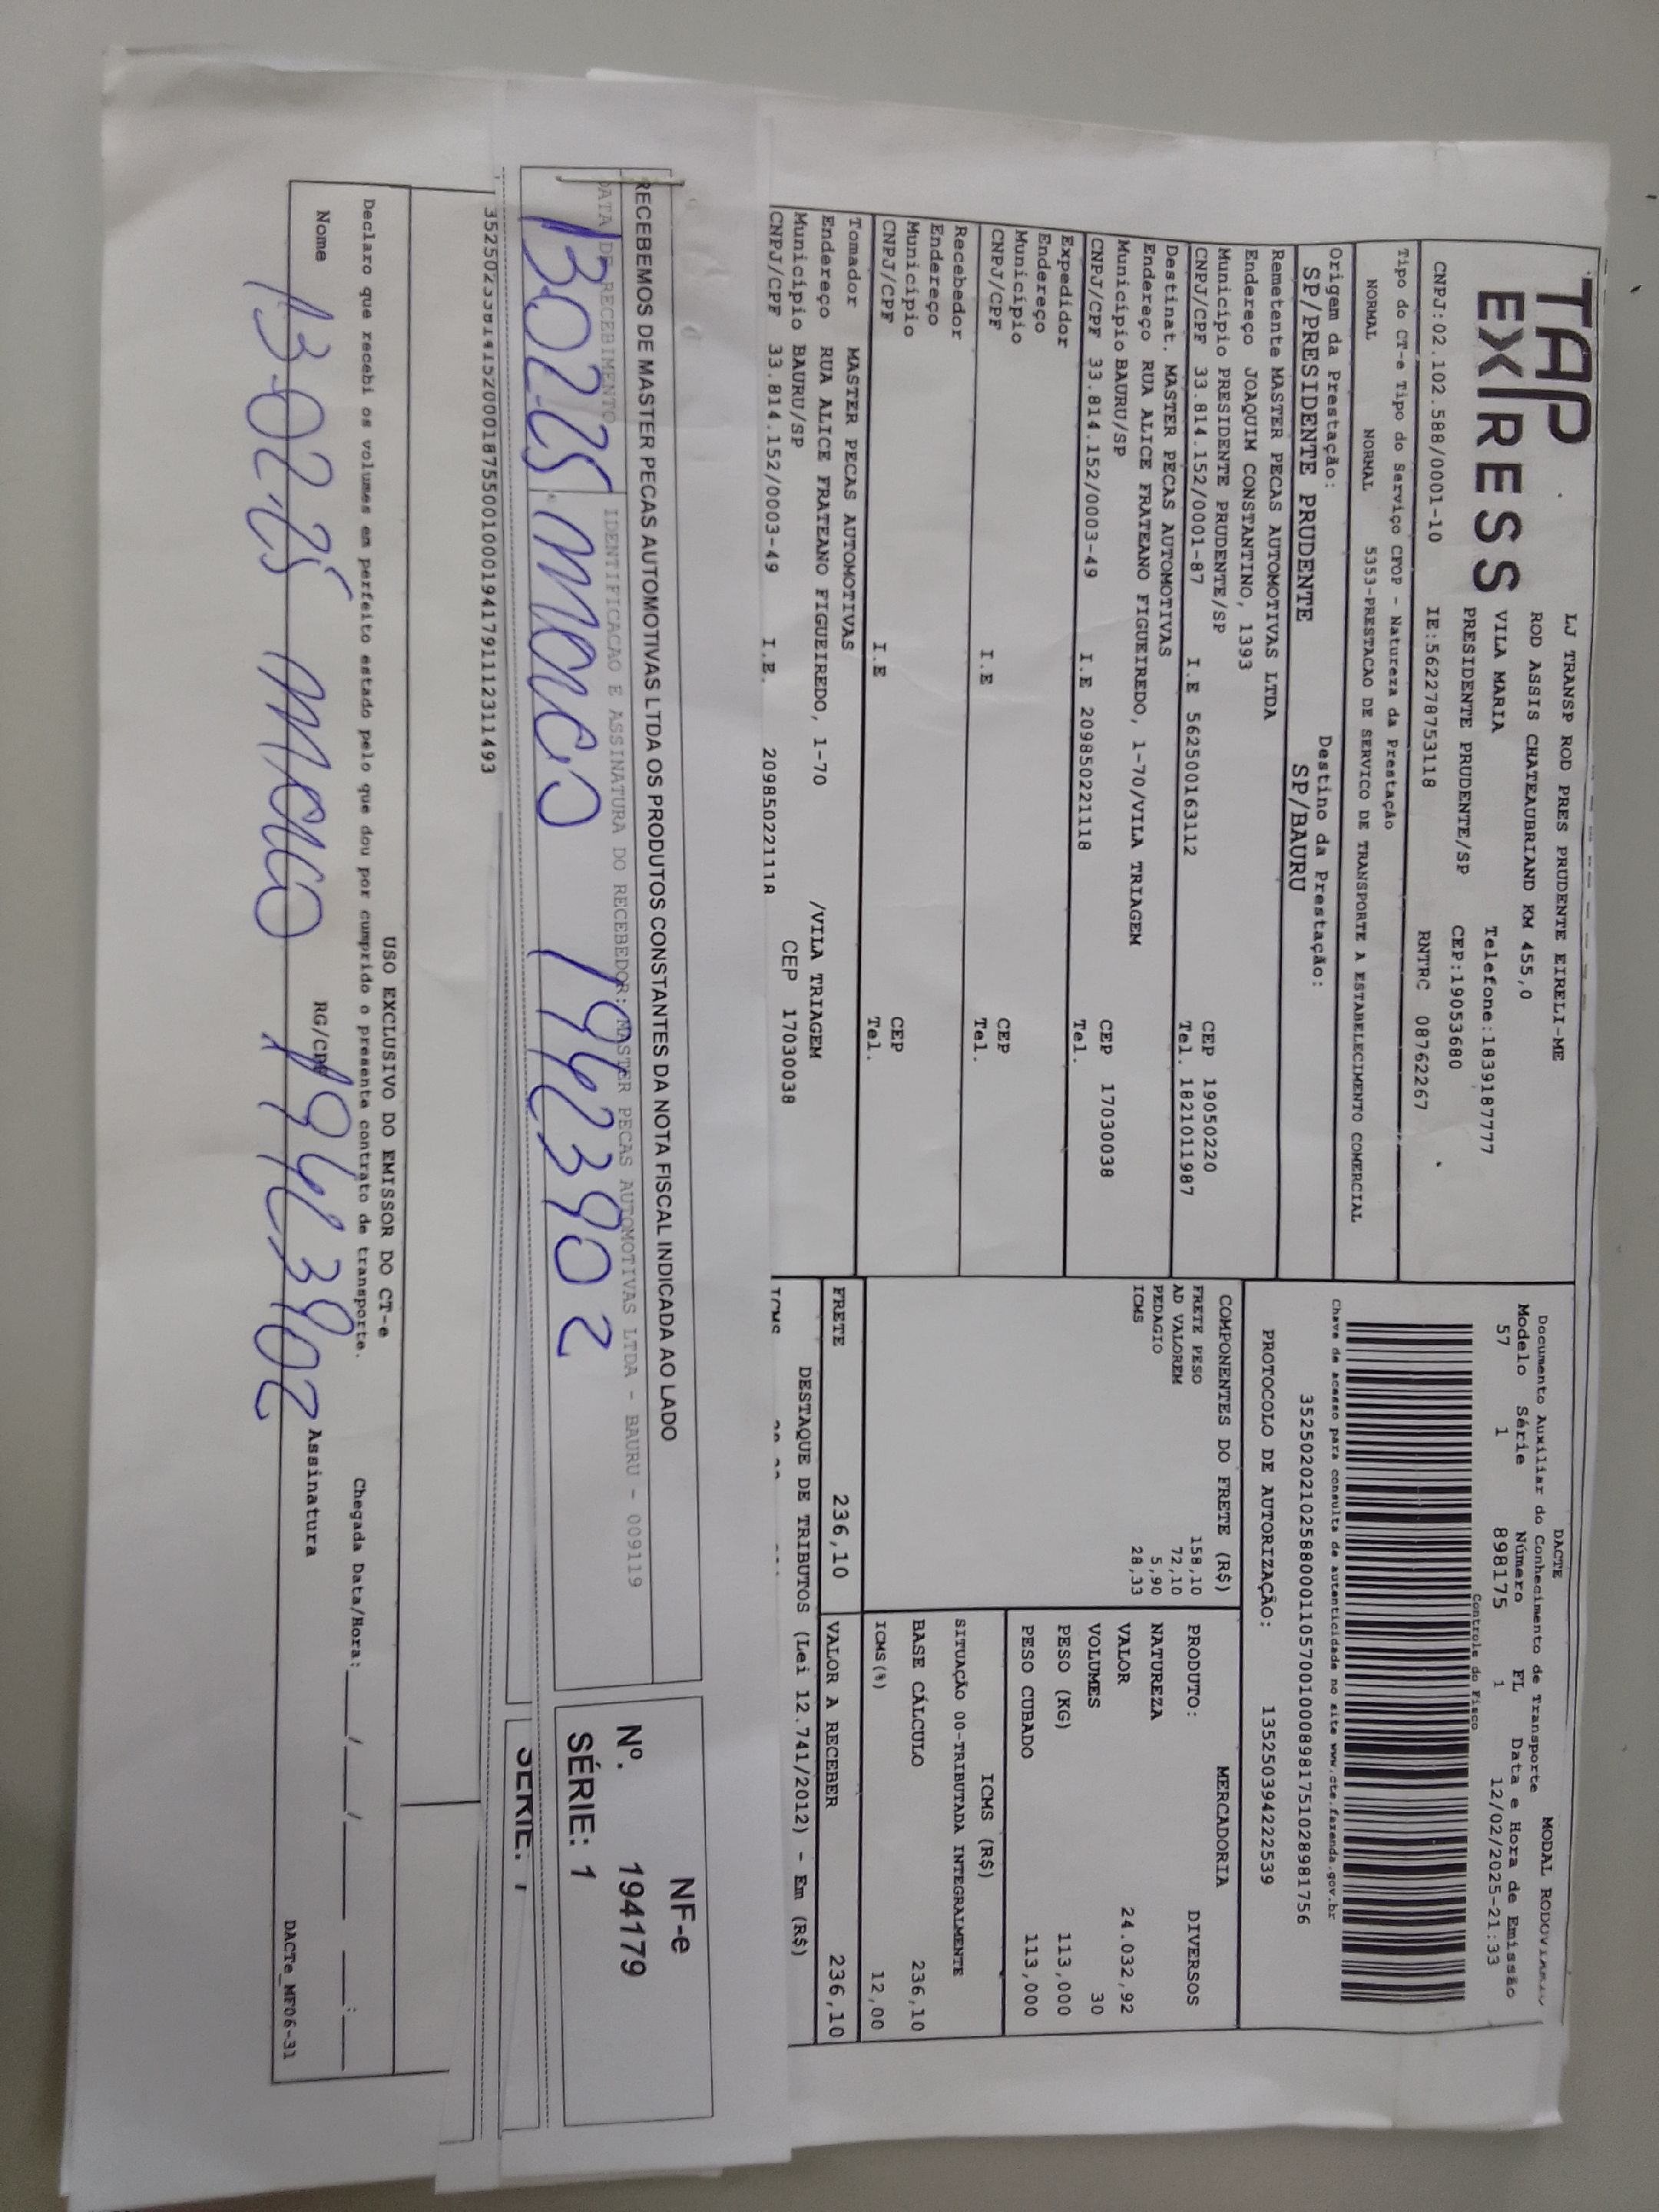 TAP
EX/RESS
LJ TRANSP ROD PRES PRUDENTE EIRELI-ME
ROD ASSIS CHATEAUBRIAND KM 455,0
VILA MARIA Telefone:1839187777
PRESIDENTE PRUDENTE/SP CEP:19053680
CNPJ:02.102.588/0001-10 IE:562278753118 RNTRC 08762267
Tipo do CT-e Tipo do Serviço CFOP - Natureza da Prestação
NORMAL NORMAL 5353-PRESTACAO DE SERVICO DE TRANSPORTE A ESTABELECIMENTO COMERCIAL
Origem da Prestação: Destino da Prestação:
SP/PRESIDENTE PRUDENTE SP/BAURU
Remetente MASTER PECAS AUTOMOTIVAS LTDA
Endereço JOAQUIM CONSTANTINO, 1393 CEP 19050220
Município PRESIDENTE PRUDENTE/SP Tel. 1821011987
CNPJ/CPF 33.814.152/0001-87 I.E 562500163112
Destinat. MASTER PECAS AUTOMOTIVAS
Endereço RUA ALICE FRATEANO FIGUEIREDO, 1-70/VILA TRIAGEM
Município BAURU/SP CEP 17030038
CNPJ/CPF 33.814.152/0003-49 I.E 209850221118 Tel.
Expedidor
Endereço
Município CEP
CNPJ/CPF I.E Tel.
Recebedor
Endereço
Município CEP
CNPJ/CPF I.E Tel.
Tomador MASTER PECAS AUTOMOTIVAS
Endereço RUA ALICE FRATEANO FIGUEIREDO, 1-70 /VILA TRIAGEM
Município BAURU/SP CEP 17030038
CNPJ/CPF 33.814.152/0003-49 I.E. 209850221118
DACTE MODAL
Documento Auxiliar do Conhecimento de Transporte
Modelo Série Número FL Data e Hora de Emissão
57 1 898175 1 12/02/2025-21:33
Controle do Fisco
Chave de acesso para consulta de autenticidade no site www.cte.fazenda.gov.br
35250202102588000110570010008981751028981756
PROTOCOLO DE AUTORIZAÇÃO: 135250394222539
COMPONENTES DO FRETE (R$)
FRETE PESO 158,10
AD VALOREM 72,10
PEDAGIO 5,90
ICMS 28,33
MERCADORIA
PRODUTO: DIVERSOS
NATUREZA
VALOR 24.032,92
VOLUMES 30
PESO (KG) 113,000
PESO CUBADO 113,000
ICMS (R$)
SITUAÇÃO 00-TRIBUTADA INTEGRALMENTE
BASE CÁLCULO 236,10
ICMS(%) 12,00
FRETE 236,10 VALOR A RECEBER 236,10
DESTAQUE DE TRIBUTOS (Lei 12.741/2012) - Em (R$)
ICMS
RECEBEMOS DE MASTER PECAS AUTOMOTIVAS LTDA OS PRODUTOS CONSTANTES DA NOTA FISCAL INDICADA AO LADO
DATA DE RECEBIMENTO IDENTIFICACAO E ASSINATURA DO RECEBEDOR: MASTER PECAS AUTOMOTIVAS LTDA - BAURU - 009119
NF-e
Nº. 194179
SÉRIE: 1
SÉRIE: 1
USO EXCLUSIVO DO EMISSOR DO CT-e
Declaro que recebi os volumes em perfeito estado pelo que dou por cumprido o presente contrato de transporte.
Nome RG/CPF Assinatura Chegada Data/Hora:
DACTe_MF06-31